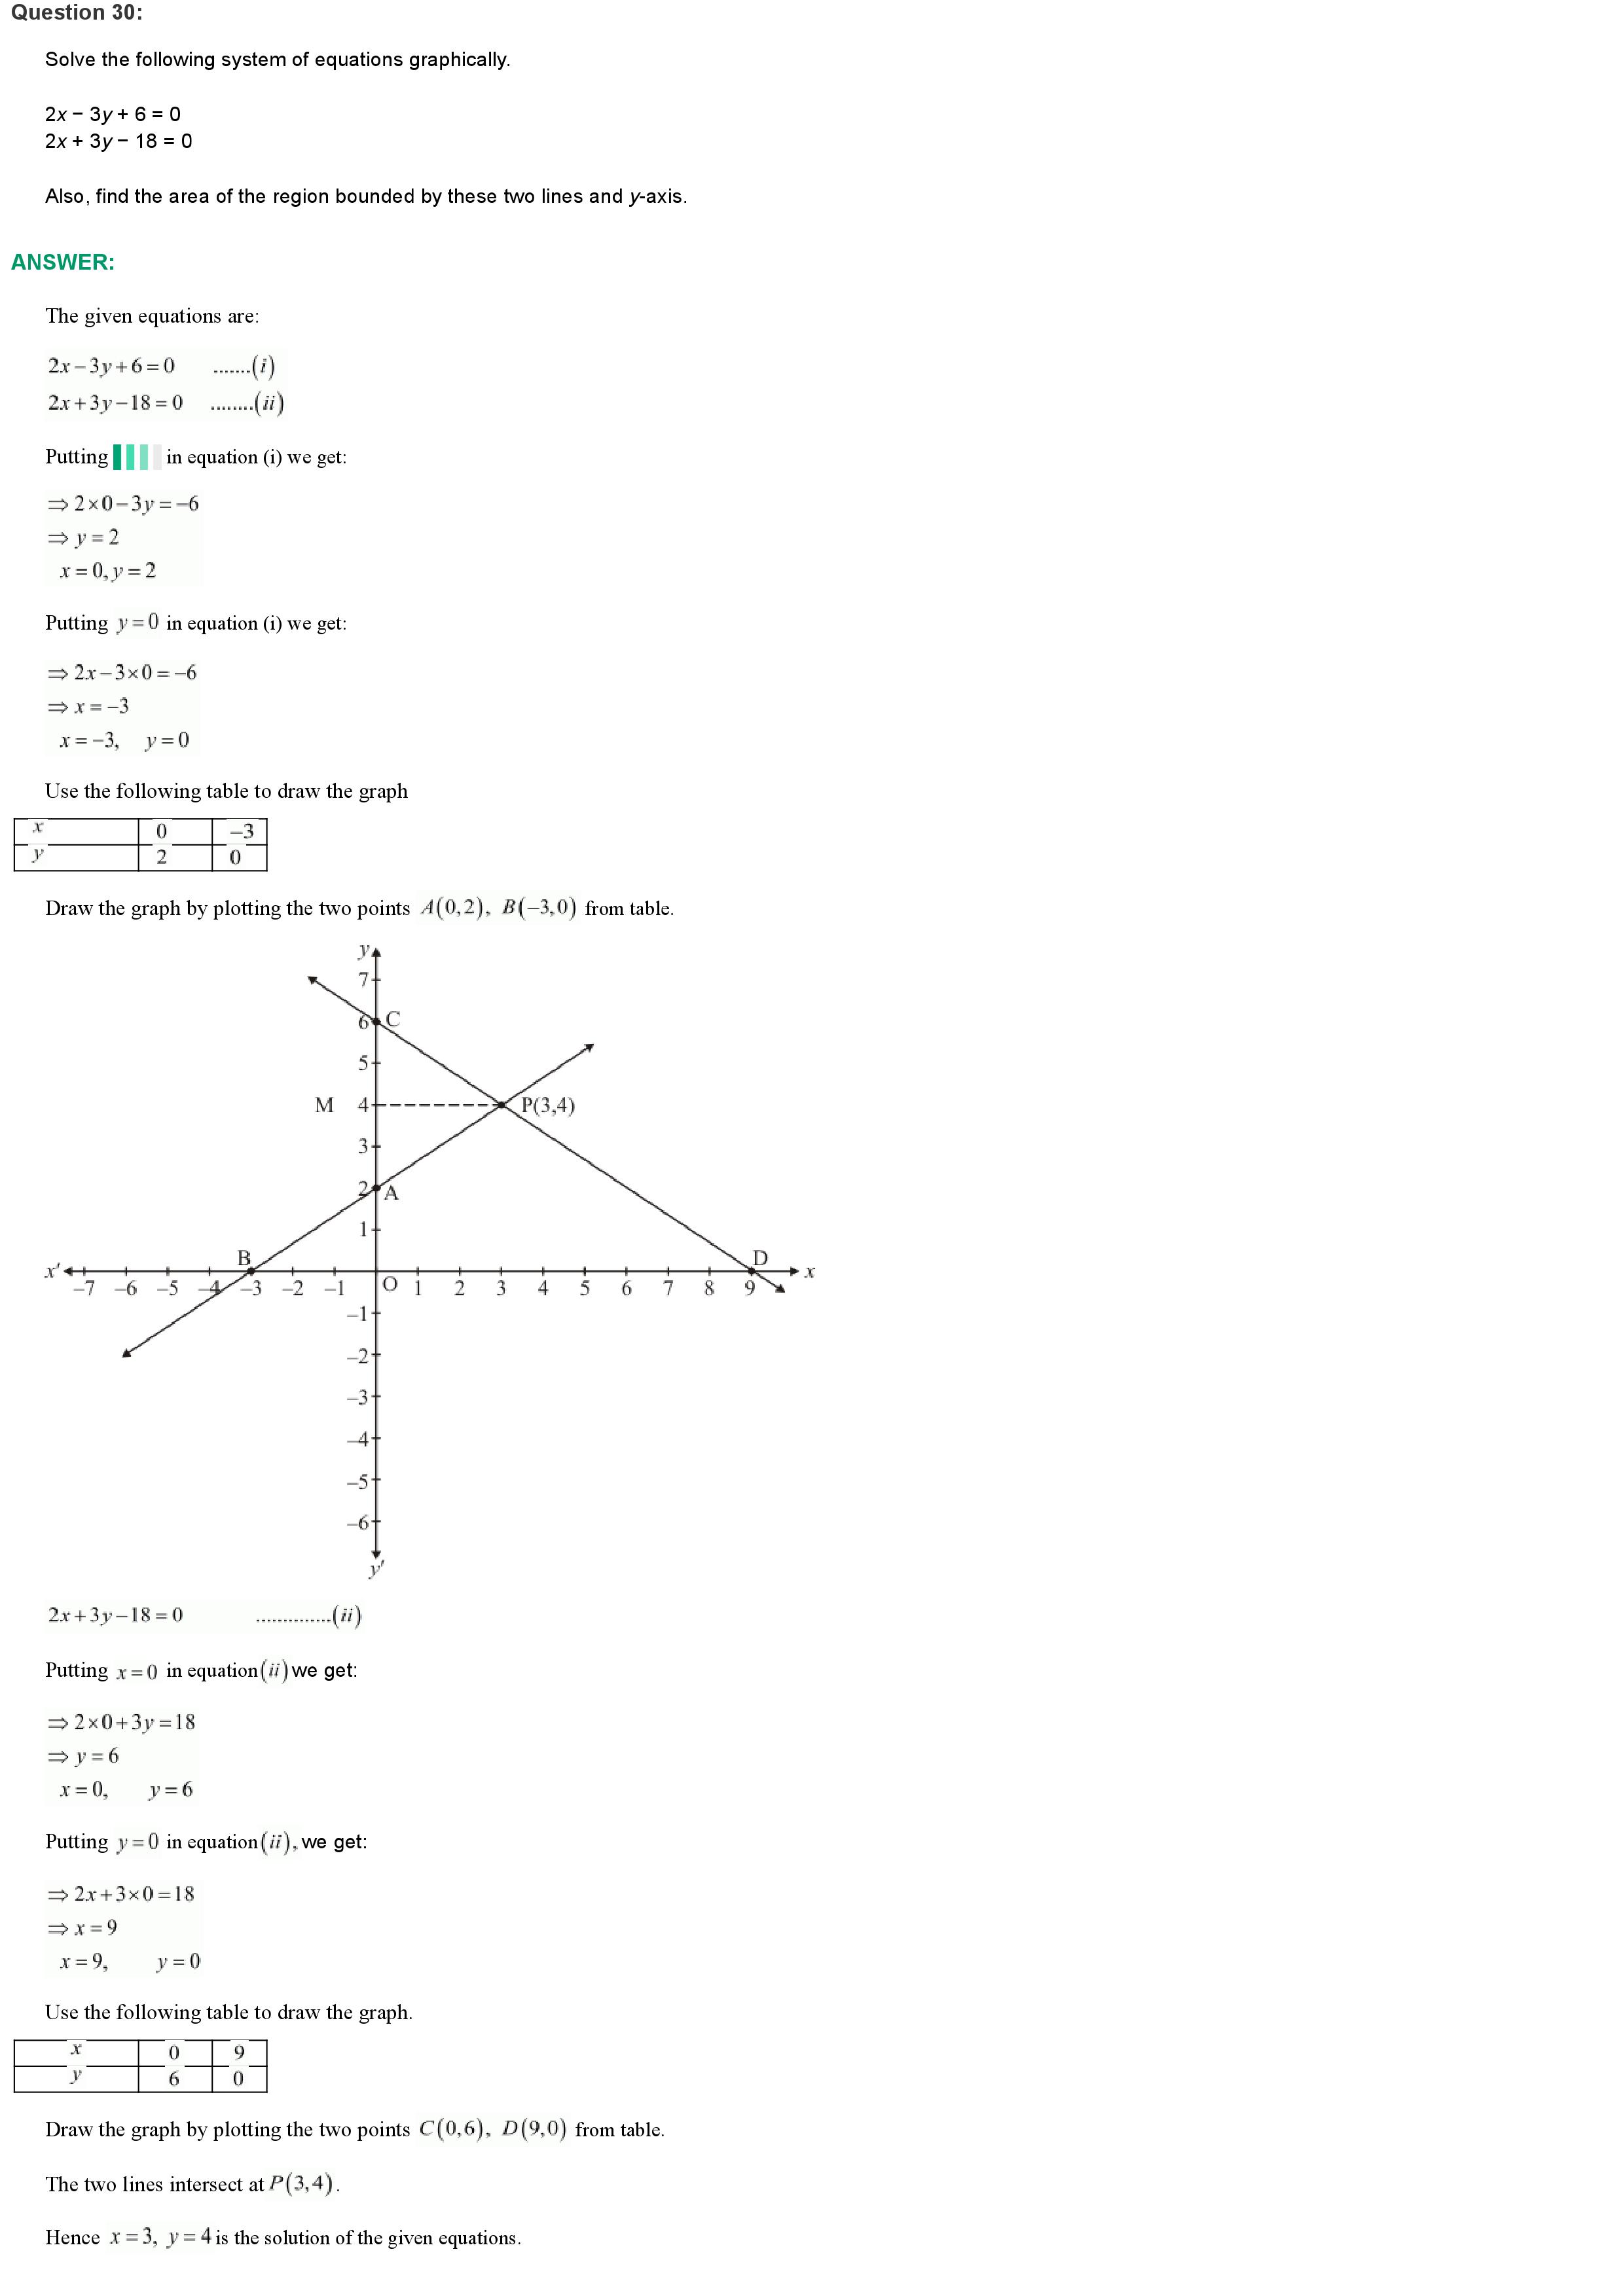 Question 30:
Solve the following system of equations graphically.
2x − 3y + 6 = 0
2x + 3y − 18 = 0
Also, find the area of the region bounded by these two lines and y-axis.
ANSWER:
The given equations are:
2x−3y+6=0 .......(i)
2x+3y−18=0 ........(ii)
Putting in equation (i) we get:
⇒2×0−3y=−6
⇒y=2
x=0,y=2
Putting y=0 in equation (i) we get:
⇒2x−3×0=−6
⇒x=−3
x=−3, y=0
Use the following table to draw the graph
x 0 −3
y 2 0
Draw the graph by plotting the two points A(0,2), B(−3,0) from table.
y
7
6 C
5
M 4 P(3,4)
3
2 A
1
B D
x′ x
−7 −6 −5 −4 −3 −2 −1 O 1 2 3 4 5 6 7 8 9
−1
−2
−3
−4
−5
−6
y′
2x+3y−18=0 ..............(ii)
Putting x=0 in equation(ii)we get:
⇒2×0+3y=18
⇒y=6
x=0, y=6
Putting y=0 in equation(ii), we get:
⇒2x+3×0=18
⇒x=9
x=9, y=0
Use the following table to draw the graph.
x 0 9
y 6 0
Draw the graph by plotting the two points C(0,6), D(9,0) from table.
The two lines intersect at P(3,4).
Hence x=3, y=4 is the solution of the given equations.